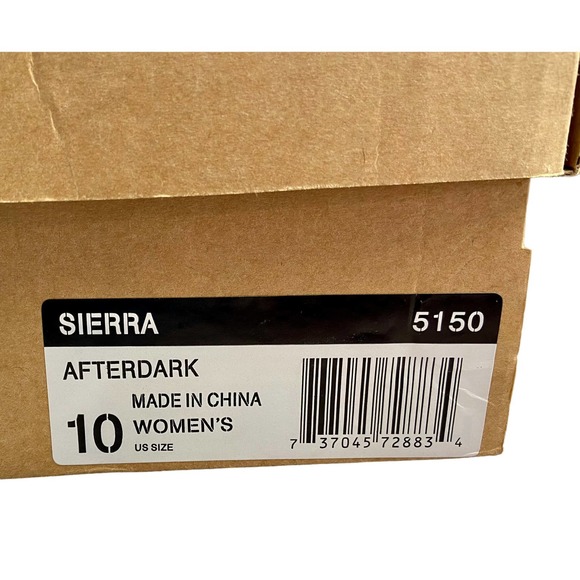 SIERRA 5150
AFTERDARK
MADE IN CHINA
10 WOMEN'S
US SIZE
7 37045 72883 4